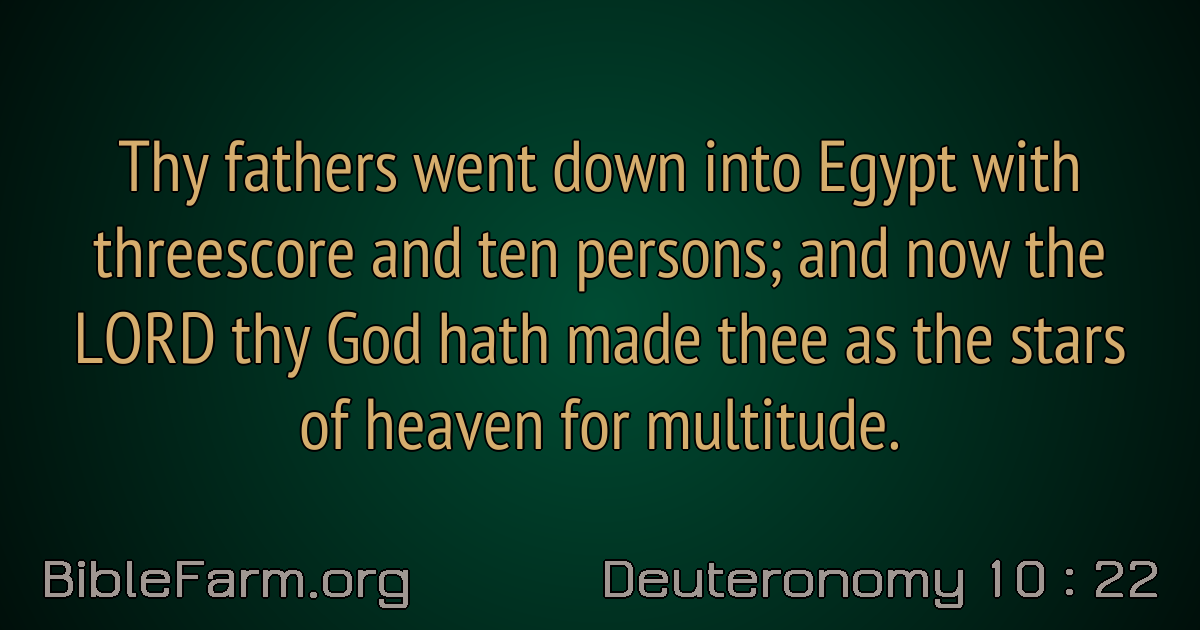 Thy fathers went down into Egypt with
threescore and ten persons; and now the
LORD thy God hath made thee as the stars
of heaven for multitude.
BibleFarm.org
Deuteronomy 10 : 22